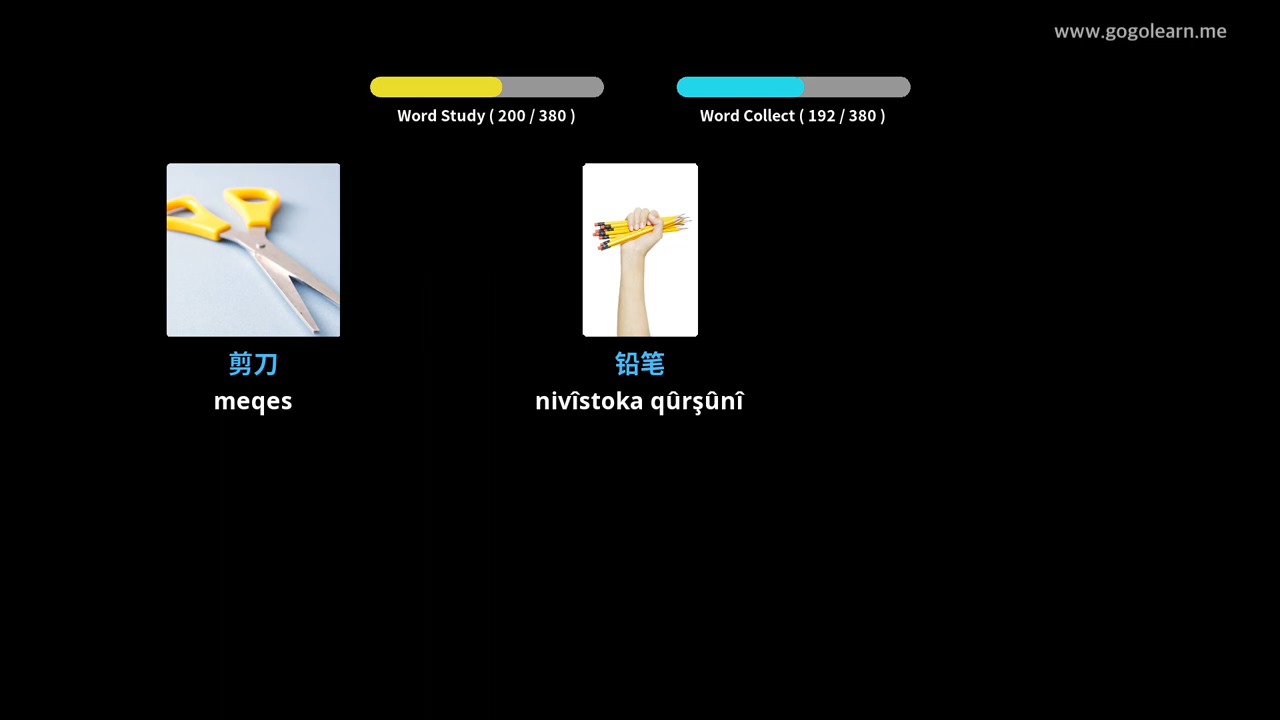 www.gogolearn.me
Word Study ( 200 / 380 )
Word Collect ( 192 / 380 )
剪刀
meqes
铅笔
nivîstoka qûrşûnî